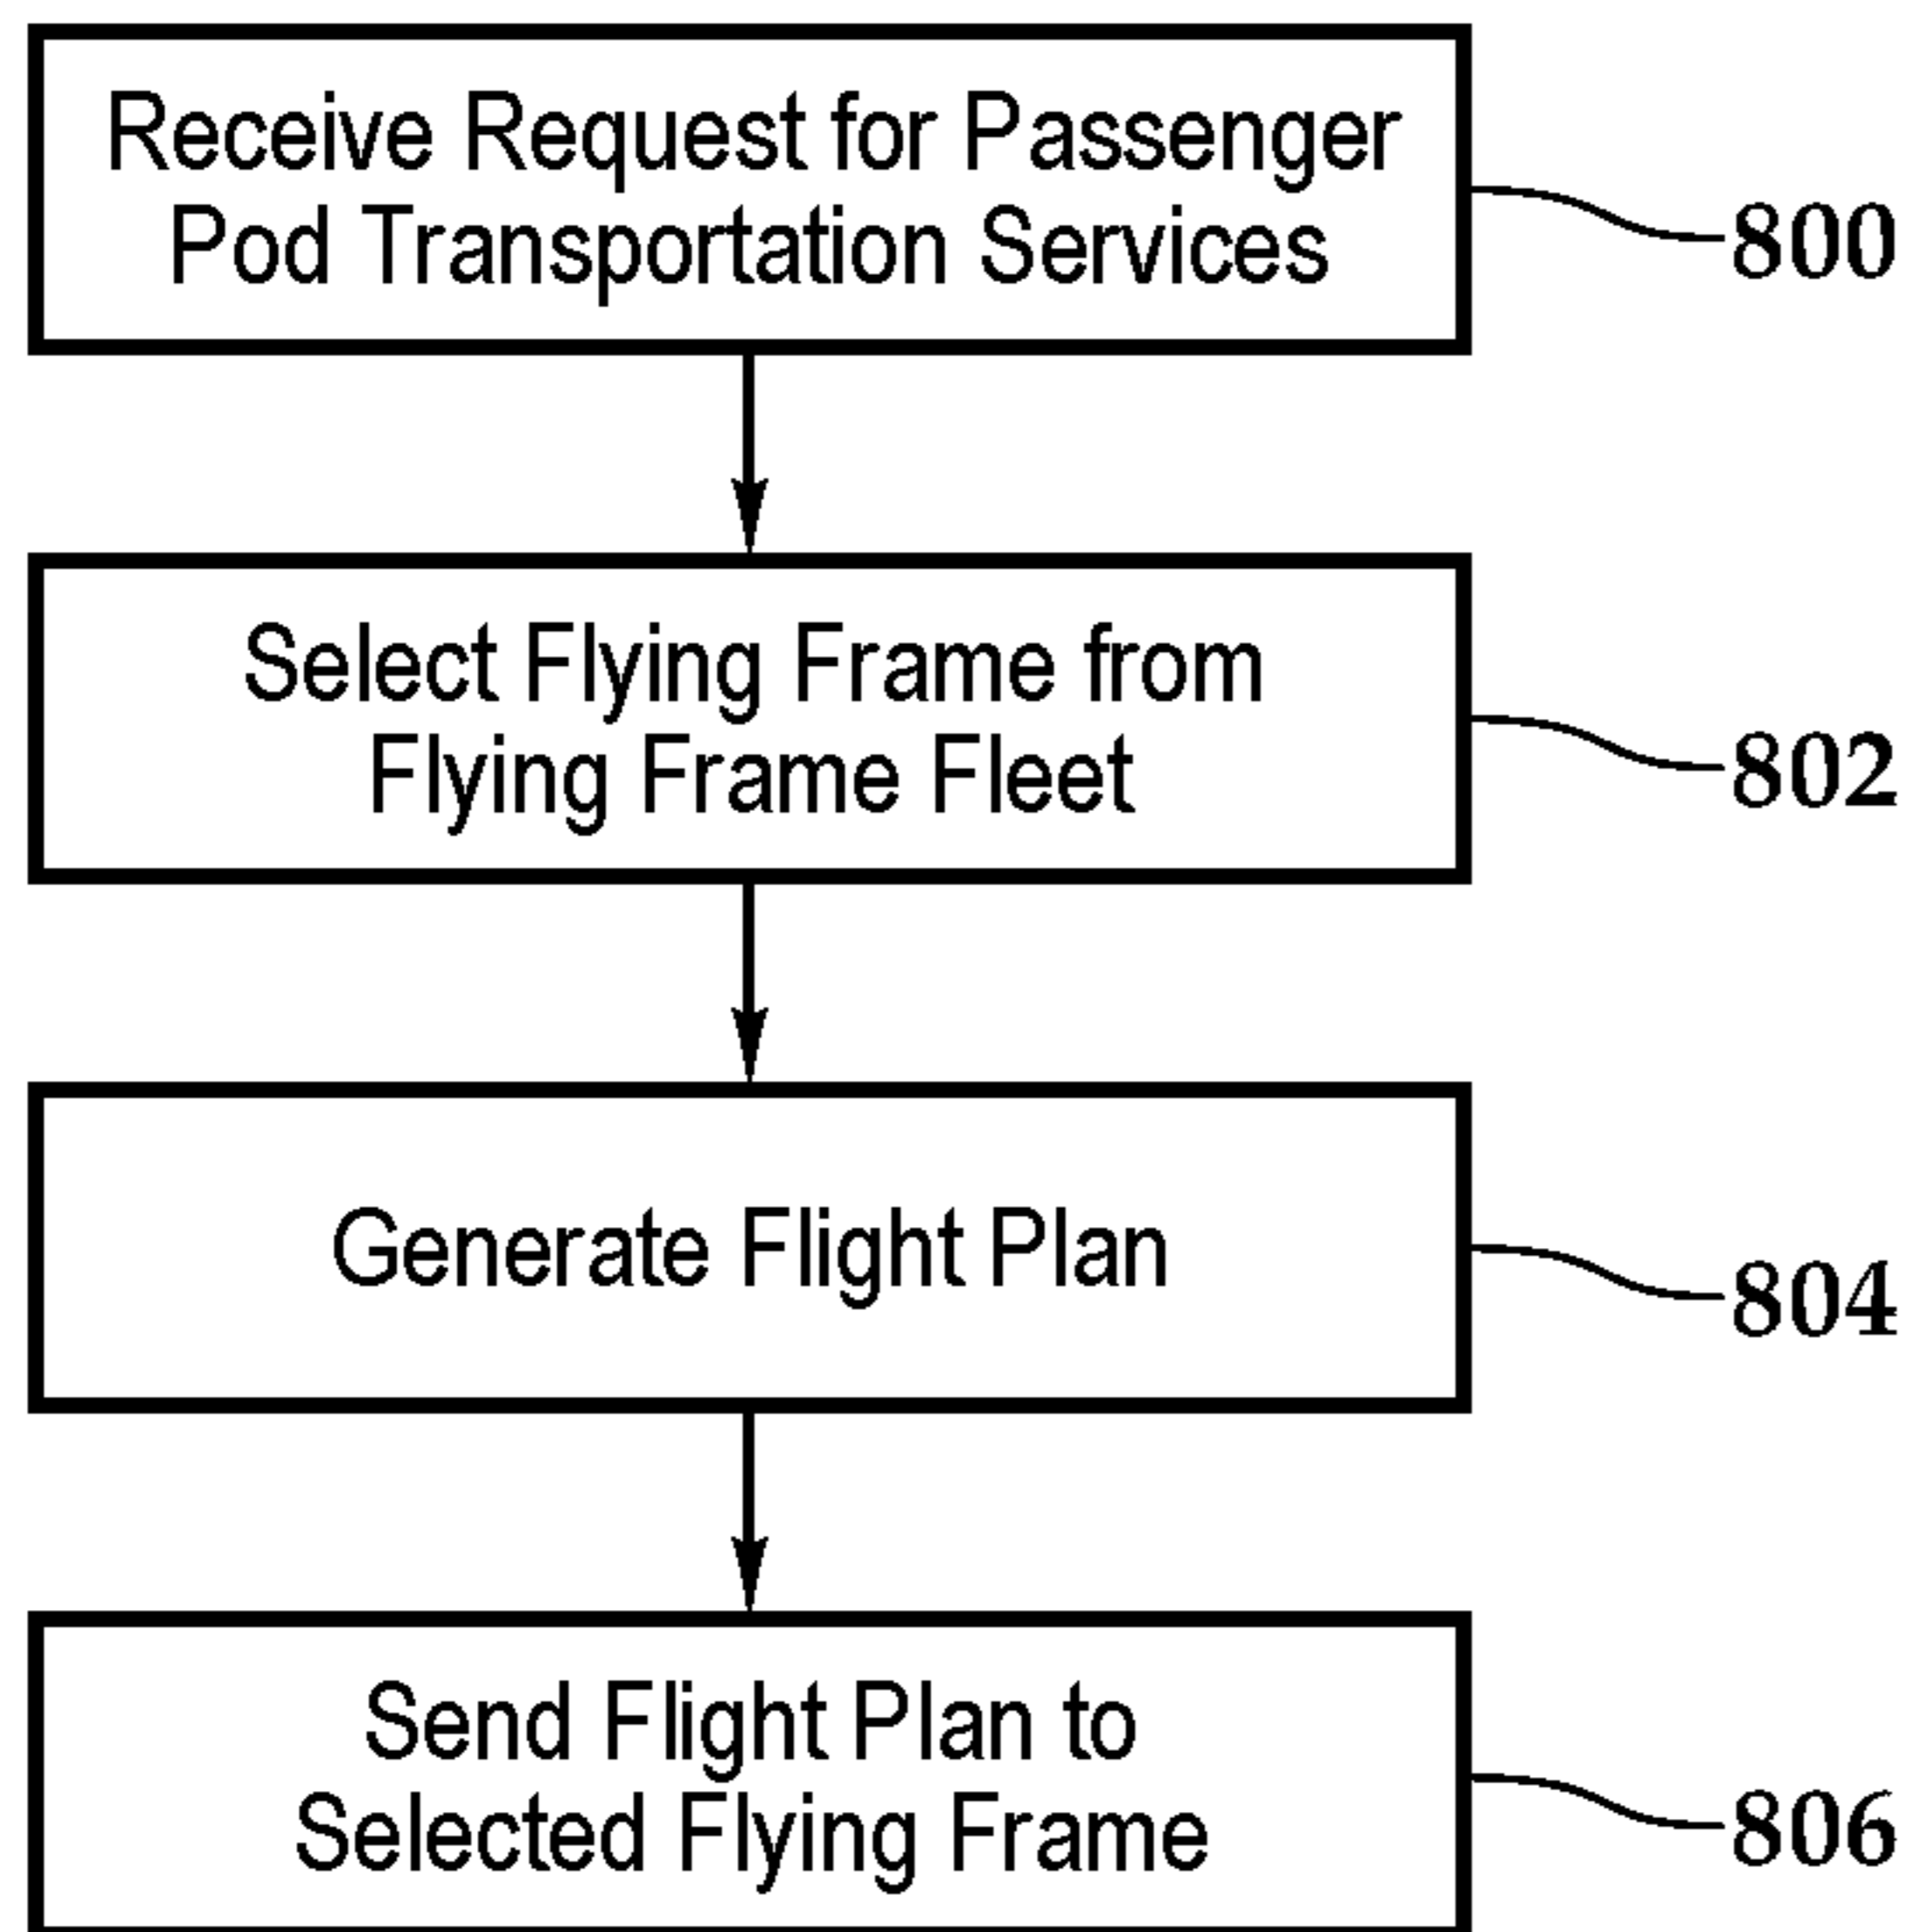 Receive Request for Passenger
Pod Transportation Services
800
Select Flying Frame from
Flying Frame Fleet
802
Generate Flight Plan
804
Send Flight Plan to
Selected Flying Frame
806